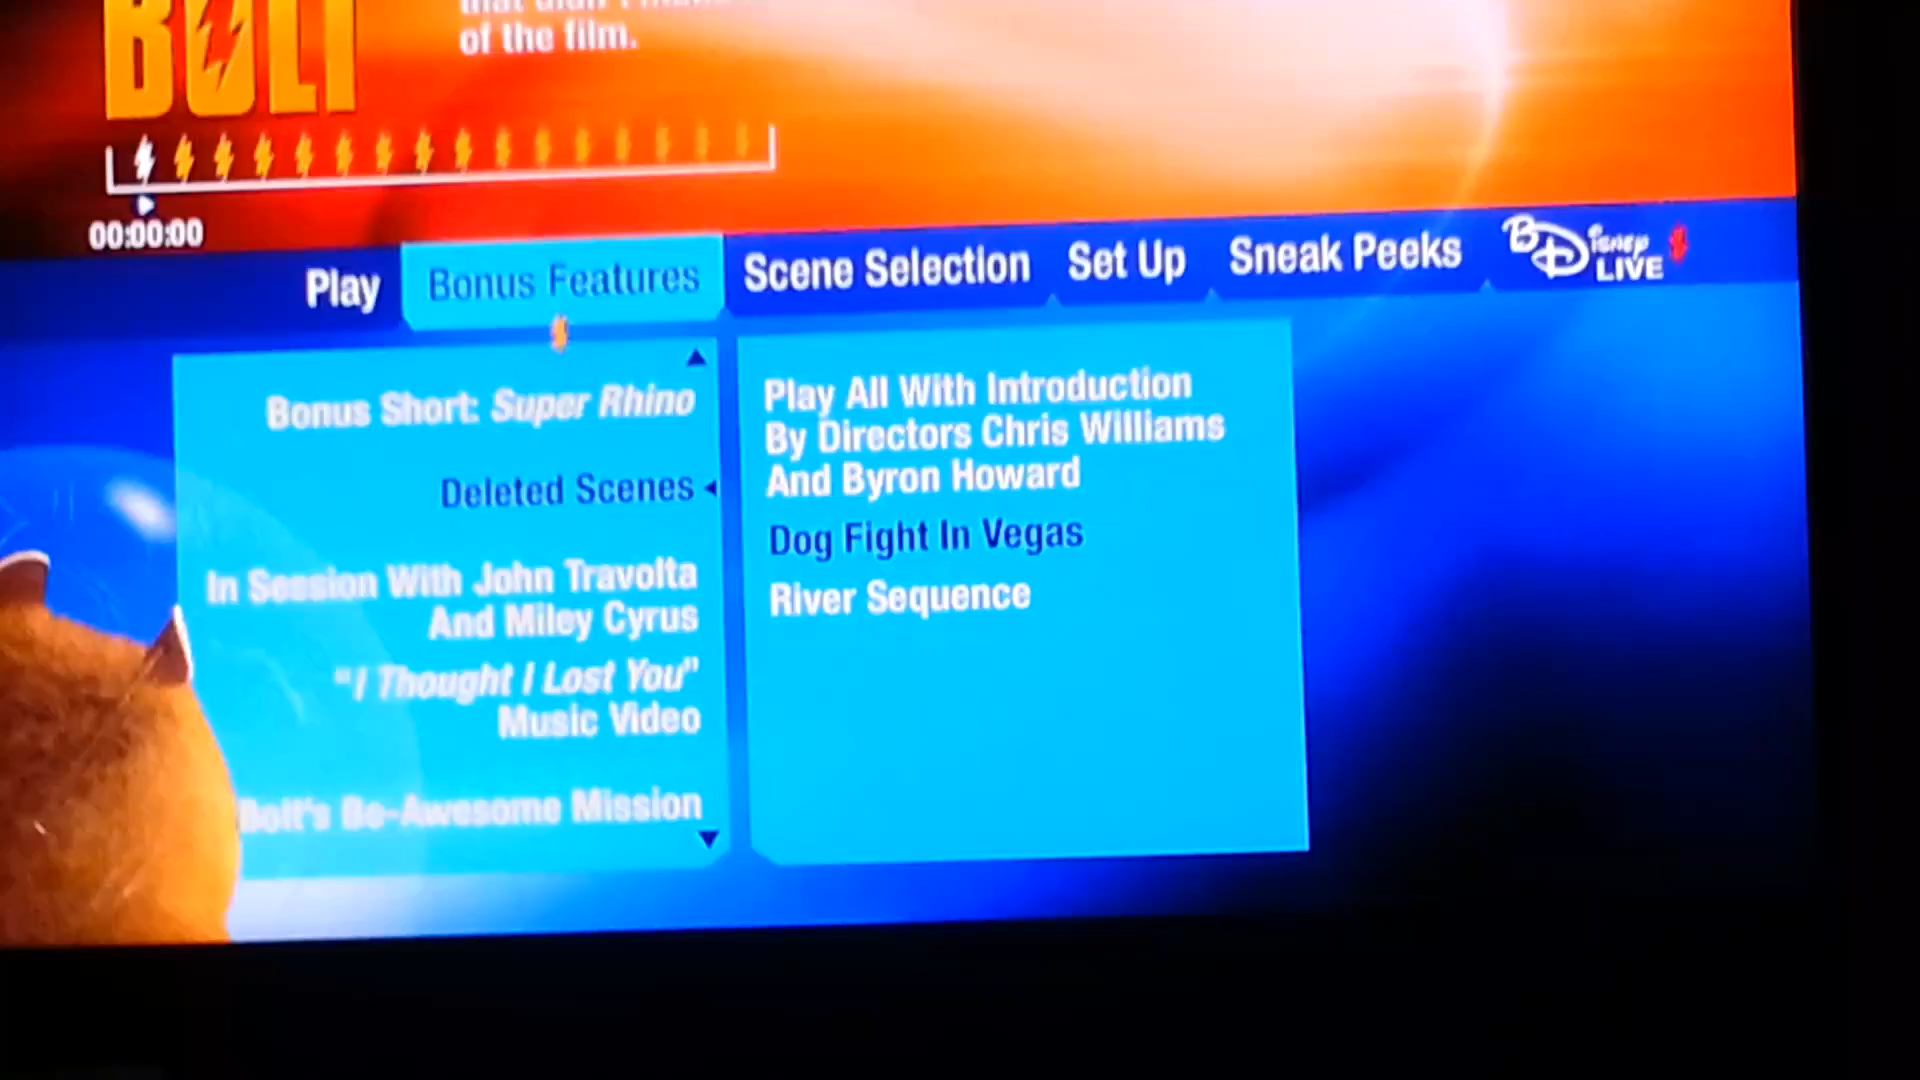 BOLT
of the film.
00:00:00
Play
Bonus Features
Scene Selection
Set Up
Sneak Peeks
BD Disney LIVE
Bonus Short: Super Rhino
Deleted Scenes
In Session With John Travolta
And Miley Cyrus
"I Thought I Lost You"
Music Video
Bolt's Be-Awesome Mission
Play All With Introduction
By Directors Chris Williams
And Byron Howard
Dog Fight In Vegas
River Sequence